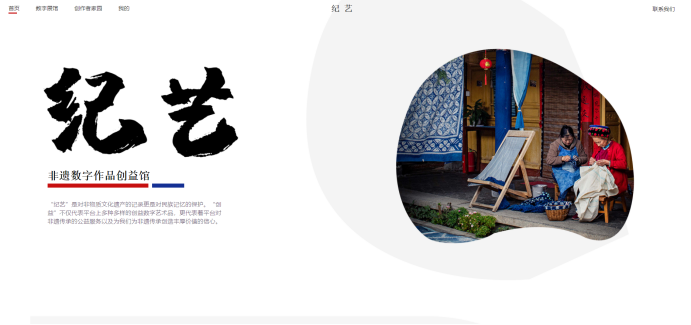 首页 数字展馆 创作者家园 我的
纪 艺
联系我们
纪艺
非遗数字作品创益馆
“纪艺”是对非物质文化遗产的记录更是对民族记忆的保护。“创
益”不仅代表平台上多种多样的创益数字艺术品，更代表着平台对
非遗传承的公益服务以及为我们为非遗传承创造丰厚价值的信心。